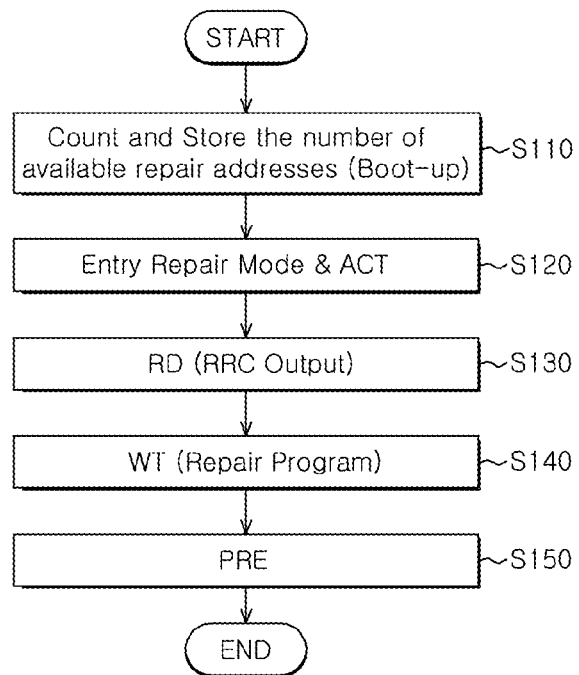 START
Count and Store the number of
available repair addresses (Boot-up)
S110
Entry Repair Mode & ACT
S120
RD (RRC Output)
S130
WT (Repair Program)
S140
PRE
S150
END